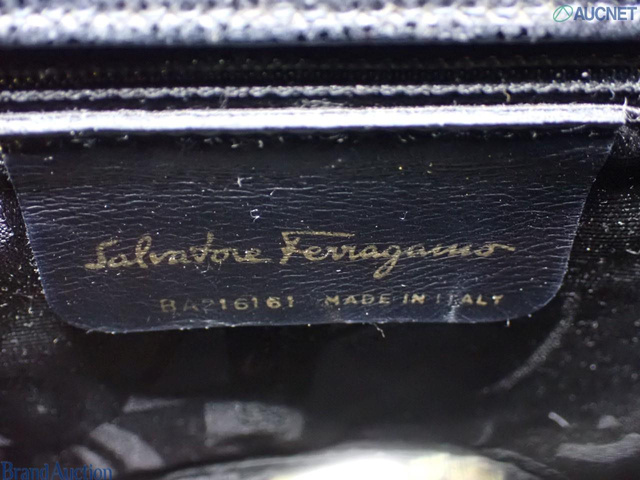 AUCNET
Salvatore Ferragamo
BA216161 MADE IN ITALY
Brand Auction